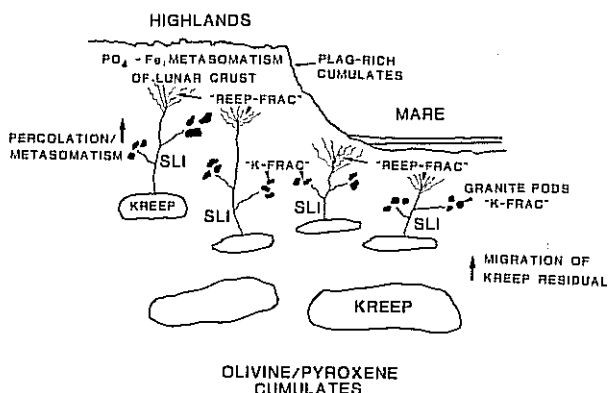 HIGHLANDS
PO4 - Fe, METASOMATISM
OF LUNAR CRUST
PLAG-RICH
CUMULATES
"REEP-FRAC"
MARE
PERCOLATION/
METASOMATISM
SLI
"K-FRAC"
"REEP-FRAC"
KREEP
SLI
SLI
SLI
GRANITE PODS
"K-FRAC"
MIGRATION OF
KREEP RESIDUAL
KREEP
OLIVINE/PYROXENE
CUMULATES